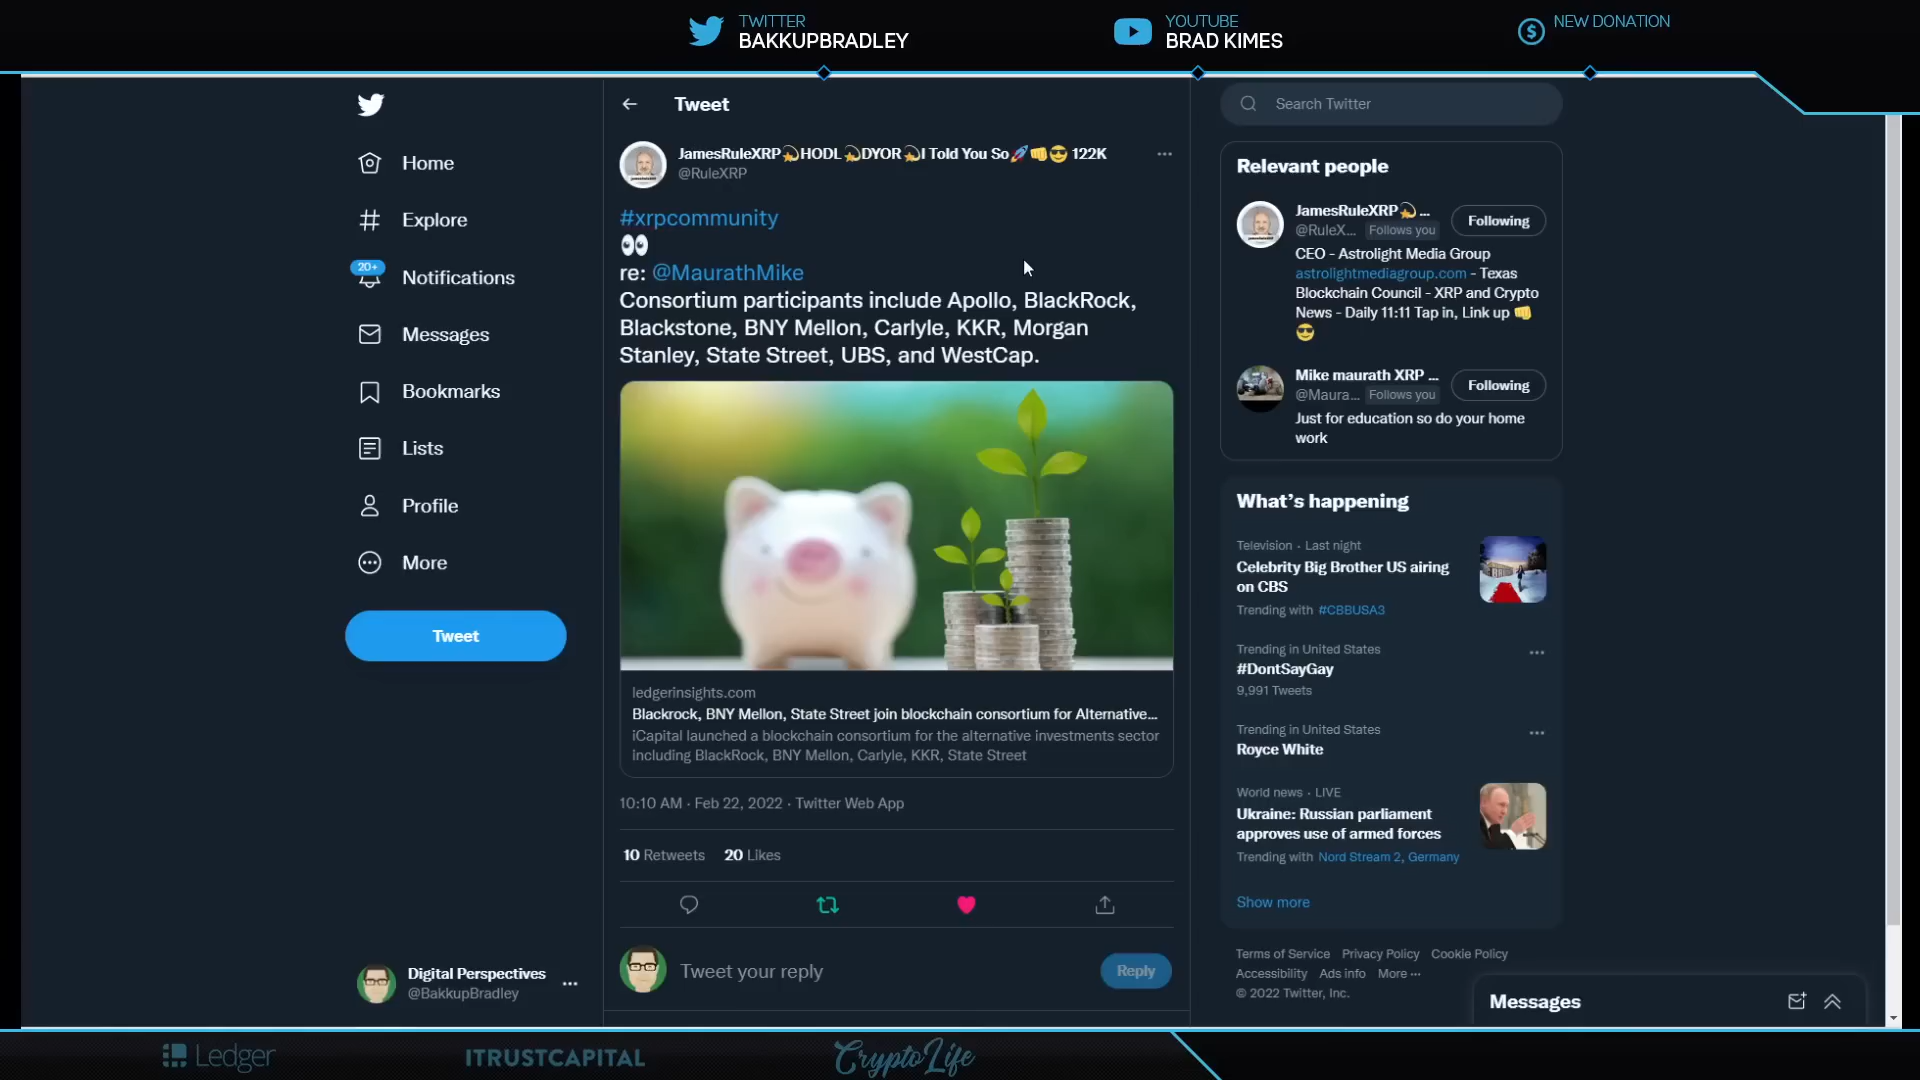 TWITTER
BAKKUPBRADLEY
YOUTUBE
BRAD KIMES
NEW DONATION
Home
Explore
20+
Notifications
Messages
Bookmarks
Lists
Profile
More
Tweet
Digital Perspectives
@BakkupBradley
Tweet
JamesRuleXRP💫HODL💫DYOR💫I Told You So🚀👊😎 122K
@RuleXRP
#xrpcommunity
👀
re: @MaurathMike
Consortium participants include Apollo, BlackRock,
Blackstone, BNY Mellon, Carlyle, KKR, Morgan
Stanley, State Street, UBS, and WestCap.
ledgerinsights.com
Blackrock, BNY Mellon, State Street join blockchain consortium for Alternative...
iCapital launched a blockchain consortium for the alternative investments sector
including BlackRock, BNY Mellon, Carlyle, KKR, State Street
10:10 AM · Feb 22, 2022 · Twitter Web App
10 Retweets 20 Likes
Tweet your reply
Reply
Search Twitter
Relevant people
JamesRuleXRP💫 ...
@RuleX... Follows you
Following
CEO - Astrolight Media Group
astrolightmediagroup.com - Texas
Blockchain Council - XRP and Crypto
News - Daily 11:11 Tap in, Link up 👊
😎
Mike maurath XRP ...
@Maura... Follows you
Following
Just for education so do your home
work
What's happening
Television · Last night
Celebrity Big Brother US airing
on CBS
Trending with #CBBUSA3
Trending in United States
#DontSayGay
9,991 Tweets
Trending in United States
Royce White
World news · LIVE
Ukraine: Russian parliament
approves use of armed forces
Trending with Nord Stream 2, Germany
Show more
Terms of Service Privacy Policy Cookie Policy
Accessibility Ads info More ···
© 2022 Twitter, Inc.
Messages
Ledger
ITRUSTCAPITAL
CryptoLife